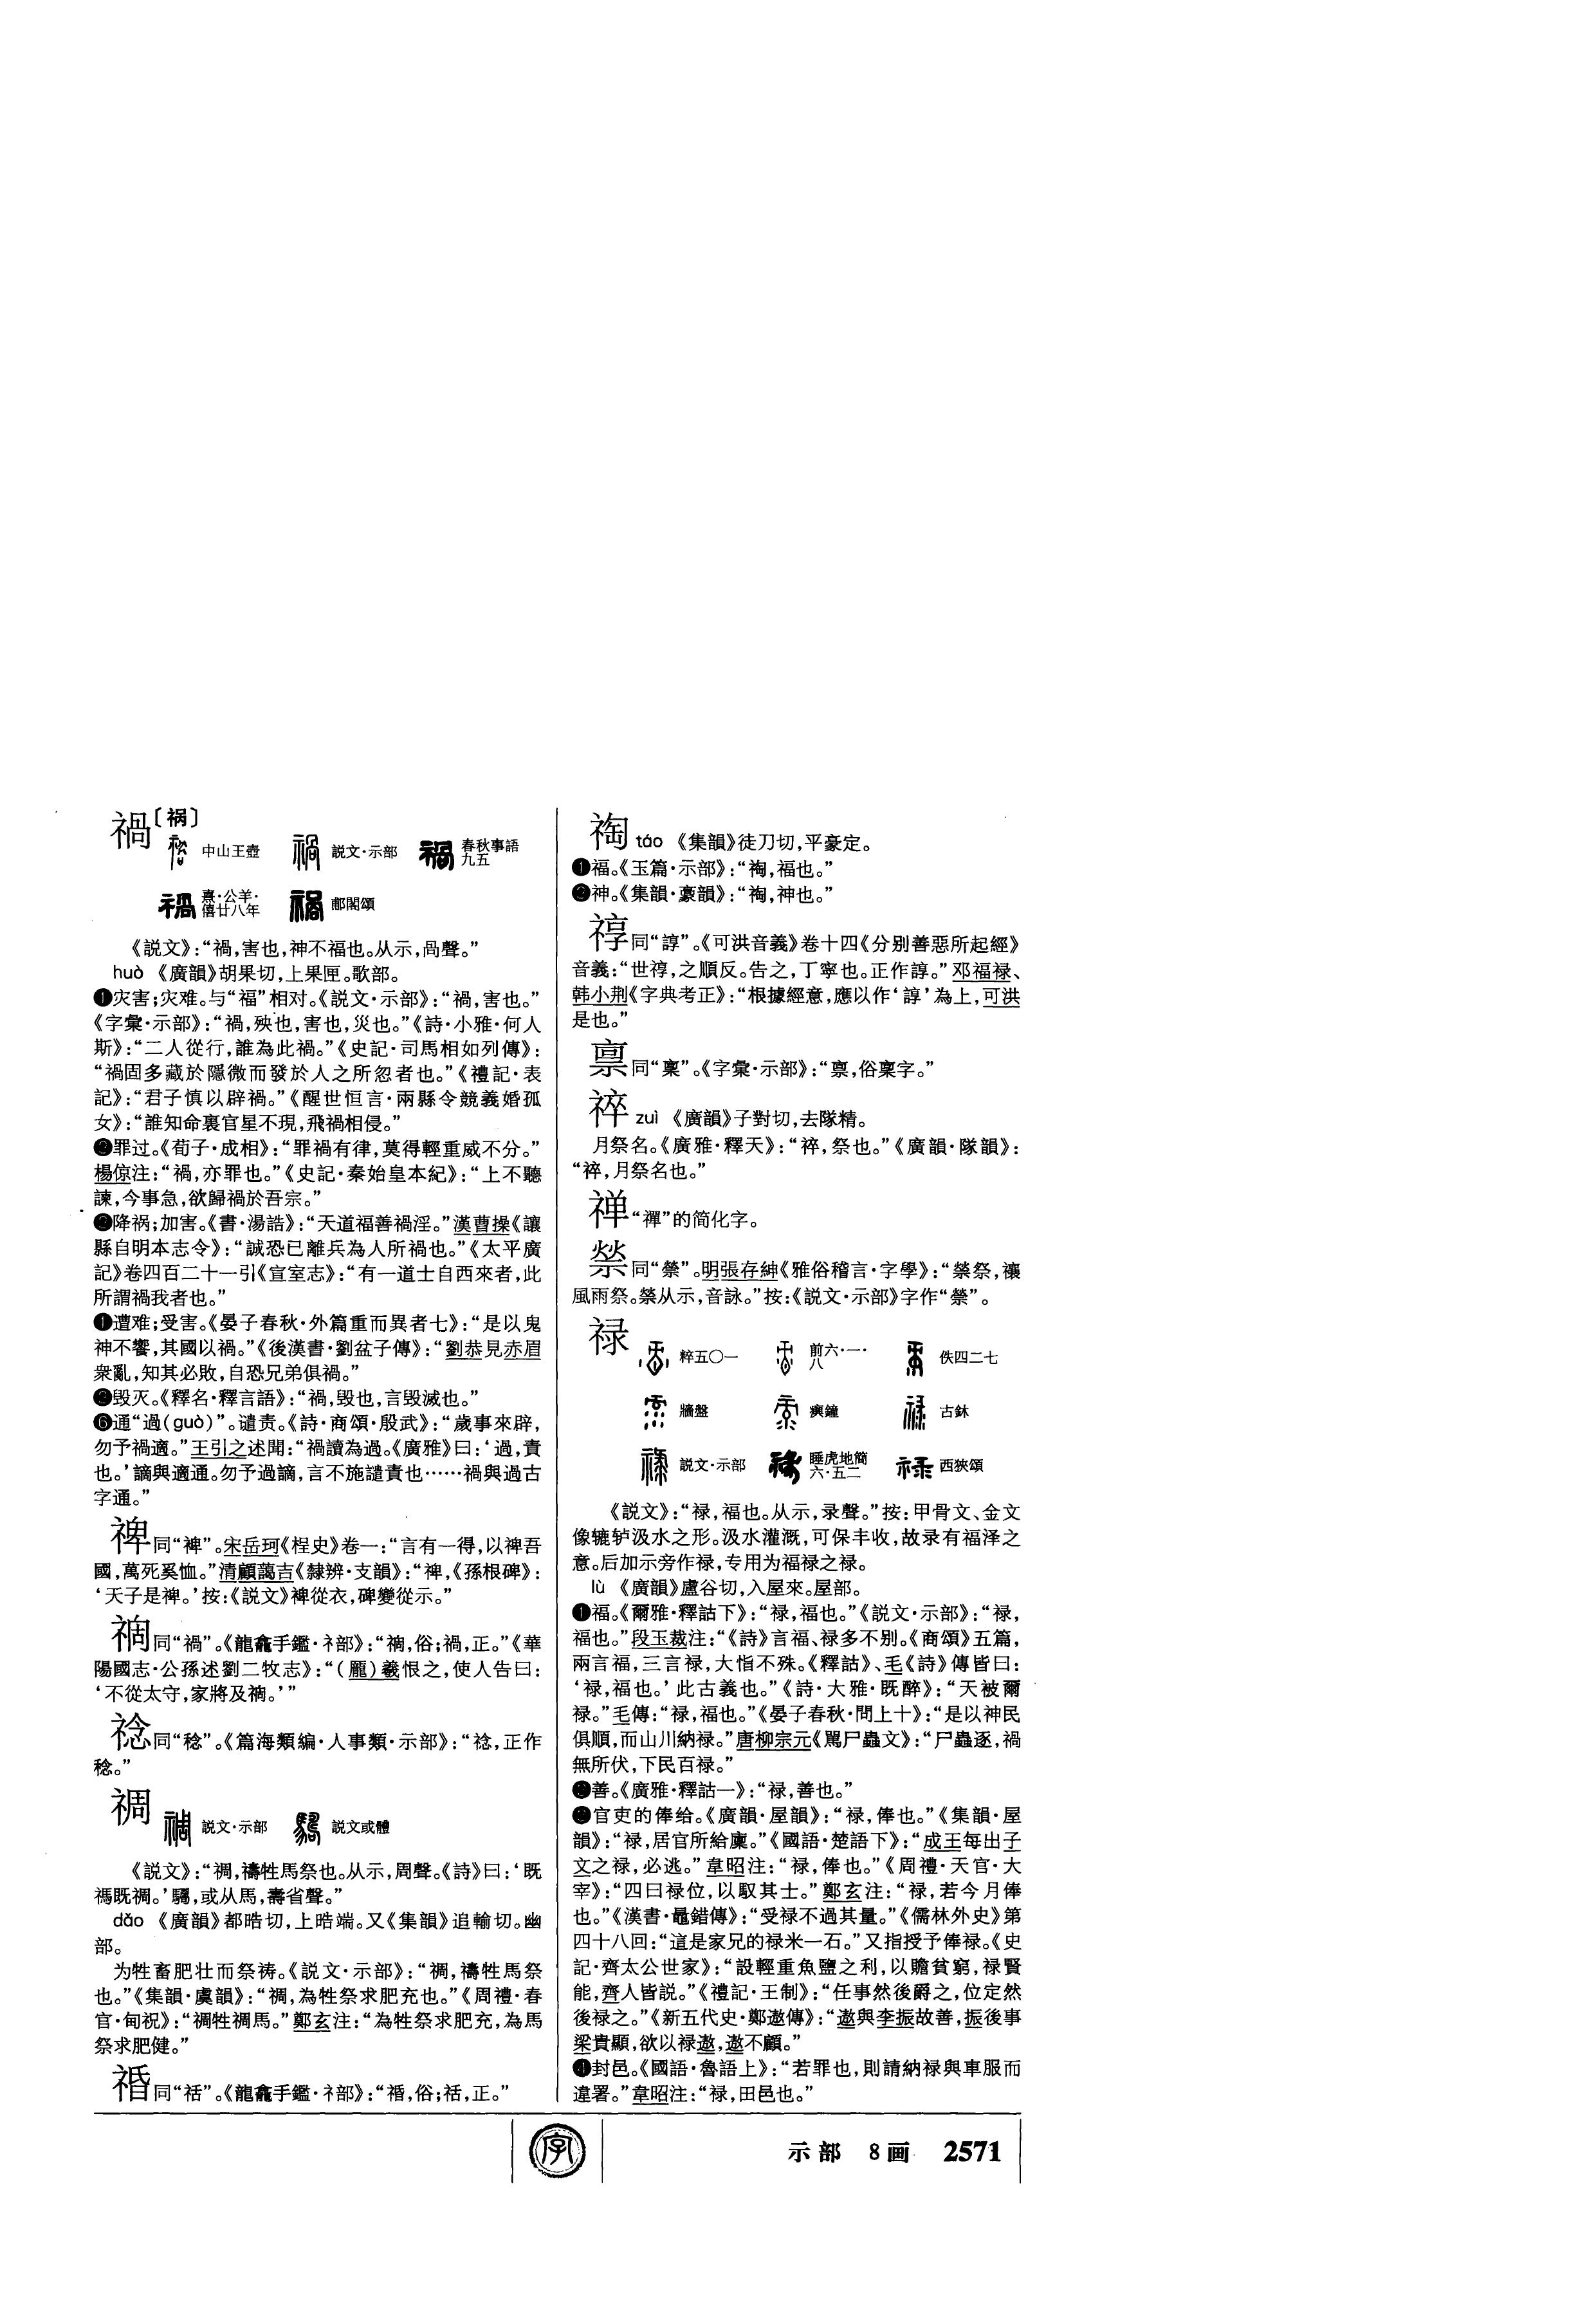 禍〔祸〕
中山王壺 説文·示部 春秋事語九五
熹·公羊·僖廿八年 郙閣頌
《説文》：“禍，害也，神不福也。从示，咼聲。”
huò 《廣韻》胡果切，上果匣。歌部。
❶灾害；灾难。与“福”相对。《説文·示部》：“禍，害也。”
《字彙·示部》：“禍，殃也，害也，災也。”《詩·小雅·何人
斯》：“二人從行，誰為此禍。”《史記·司馬相如列傳》：
“禍固多藏於隱微而發於人之所忽者也。”《禮記·表
記》：“君子慎以辟禍。”《醒世恒言·兩縣令競義婚孤
女》：“誰知命裏官星不現，飛禍相侵。”
❷罪过。《荀子·成相》：“罪禍有律，莫得輕重威不分。”
楊倞注：“禍，亦罪也。”《史記·秦始皇本紀》：“上不聽
諫，今事急，欲歸禍於吾宗。”
❸降祸；加害。《書·湯誥》：“天道福善禍淫。”漢曹操《讓
縣自明本志令》：“誠恐已離兵為人所禍也。”《太平廣
記》卷四百二十一引《宣室志》：“有一道士自西來者，此
所謂禍我者也。”
❹遭难；受害。《晏子春秋·外篇重而異者七》：“是以鬼
神不饗，其國以禍。”《後漢書·劉盆子傳》：“劉恭見赤眉
衆亂，知其必敗，自恐兄弟俱禍。”
❺毁灭。《釋名·釋言語》：“禍，毁也，言毁滅也。”
❻通“過(guò)”。谴责。《詩·商頌·殷武》：“歲事來辟，
勿予禍適。”王引之述聞：“禍讀為過。《廣雅》曰：‘過，責
也。’謫與適通。勿予過謫，言不施譴責也……禍與過古
字通。”
禆同“裨”。宋岳珂《桯史》卷一：“言有一得，以禆吾
國，萬死奚恤。”清顧藹吉《隸辨·支韻》：“禆，《孫根碑》：
‘天子是禆。’按：《説文》裨從衣，碑變從示。”
同“禍”。《龍龕手鑑·礻部》：“，俗；禍，正。”《華
陽國志·公孫述劉二牧志》：“（龎）羲恨之，使人告曰：
‘不從太守，家將及。’”
䄒同“稔”。《篇海類編·人事類·示部》：“䄒，正作
稔。”
禂
説文·示部 説文或體
《説文》：“禂，禱牲馬祭也。从示，周聲。《詩》曰：‘既
禡既禂。’，或从馬，壽省聲。”
dǎo 《廣韻》都晧切，上晧端。又《集韻》追輸切。幽
部。
为牲畜肥壮而祭祷。《説文·示部》：“禂，禱牲馬祭
也。”《集韻·虞韻》：“禂，為牲祭求肥充也。”《周禮·春
官·甸祝》：“禂牲禂馬。”鄭玄注：“為牲祭求肥充，為馬
祭求肥健。”
同“䄆”。《龍龕手鑑·礻部》：“，俗；䄆，正。”
祹 táo 《集韻》徒刀切，平豪定。
❶福。《玉篇·示部》：“祹，福也。”
❷神。《集韻·豪韻》：“祹，神也。”
同“諄”。《可洪音義》卷十四《分别善惡所起經》
音義：“世，之順反。告之，丁寧也。正作諄。”邓福禄、
韩小荆《字典考正》：“根據經意，應以作‘諄’為上，可洪
是也。”
禀同“稟”。《字彙·示部》：“禀，俗稟字。”
祽 zuì 《廣韻》子對切，去隊精。
月祭名。《廣雅·釋天》：“祽，祭也。”《廣韻·隊韻》：
“祽，月祭名也。”
禅“禪”的简化字。
禜同“禜”。明張存紳《雅俗稽言·字學》：“祭，禳
風雨祭。从示，音詠。”按：《説文·示部》字作“禜”。
禄
粹五〇一 前六·一·八 佚四二七
牆盤 𤼈鐘 古鉥
説文·示部 睡虎地簡六·五二 西狹頌
《説文》：“禄，福也。从示，录聲。”按：甲骨文、金文
像辘轳汲水之形。汲水灌溉，可保丰收，故录有福泽之
意。后加示旁作禄，专用为福禄之禄。
lù 《廣韻》盧谷切，入屋來。屋部。
❶福。《爾雅·釋詁下》：“禄，福也。”《説文·示部》：“禄，
福也。”段玉裁注：“《詩》言福、禄多不别。《商頌》五篇，
兩言福，三言禄，大恉不殊。《釋詁》、毛《詩》傳皆曰：
‘禄，福也。’此古義也。”《詩·大雅·既醉》：“天被爾
禄。”毛傳：“禄，福也。”《晏子春秋·問上十》：“是以神民
俱順，而山川納禄。”唐柳宗元《罵尸蟲文》：“尸蟲逐，禍
無所伏，下民百禄。”
❷善。《廣雅·釋詁一》：“禄，善也。”
❸官吏的俸给。《廣韻·屋韻》：“禄，俸也。”《集韻·屋
韻》：“禄，居官所給廩。”《國語·楚語下》：“成王每出子
文之禄，必逃。”韋昭注：“禄，俸也。”《周禮·天官·大
宰》：“四曰禄位，以馭其士。”鄭玄注：“禄，若今月俸
也。”《漢書·鼂錯傳》：“受禄不過其量。”《儒林外史》第
四十八回：“這是家兄的禄米一石。”又指授予俸禄。《史
記·齊太公世家》：“設輕重魚鹽之利，以贍貧窮，禄賢
能，齊人皆説。”《禮記·王制》：“任事然後爵之，位定然
後禄之。”《新五代史·鄭遨傳》：“遨與李振故善，振後事
梁貴顯，欲以禄遨，遨不顧。”
❹封邑。《國語·魯語上》：“若罪也，則請納禄與車服而
違署。”韋昭注：“禄，田邑也。”
字
示部 8画 2571